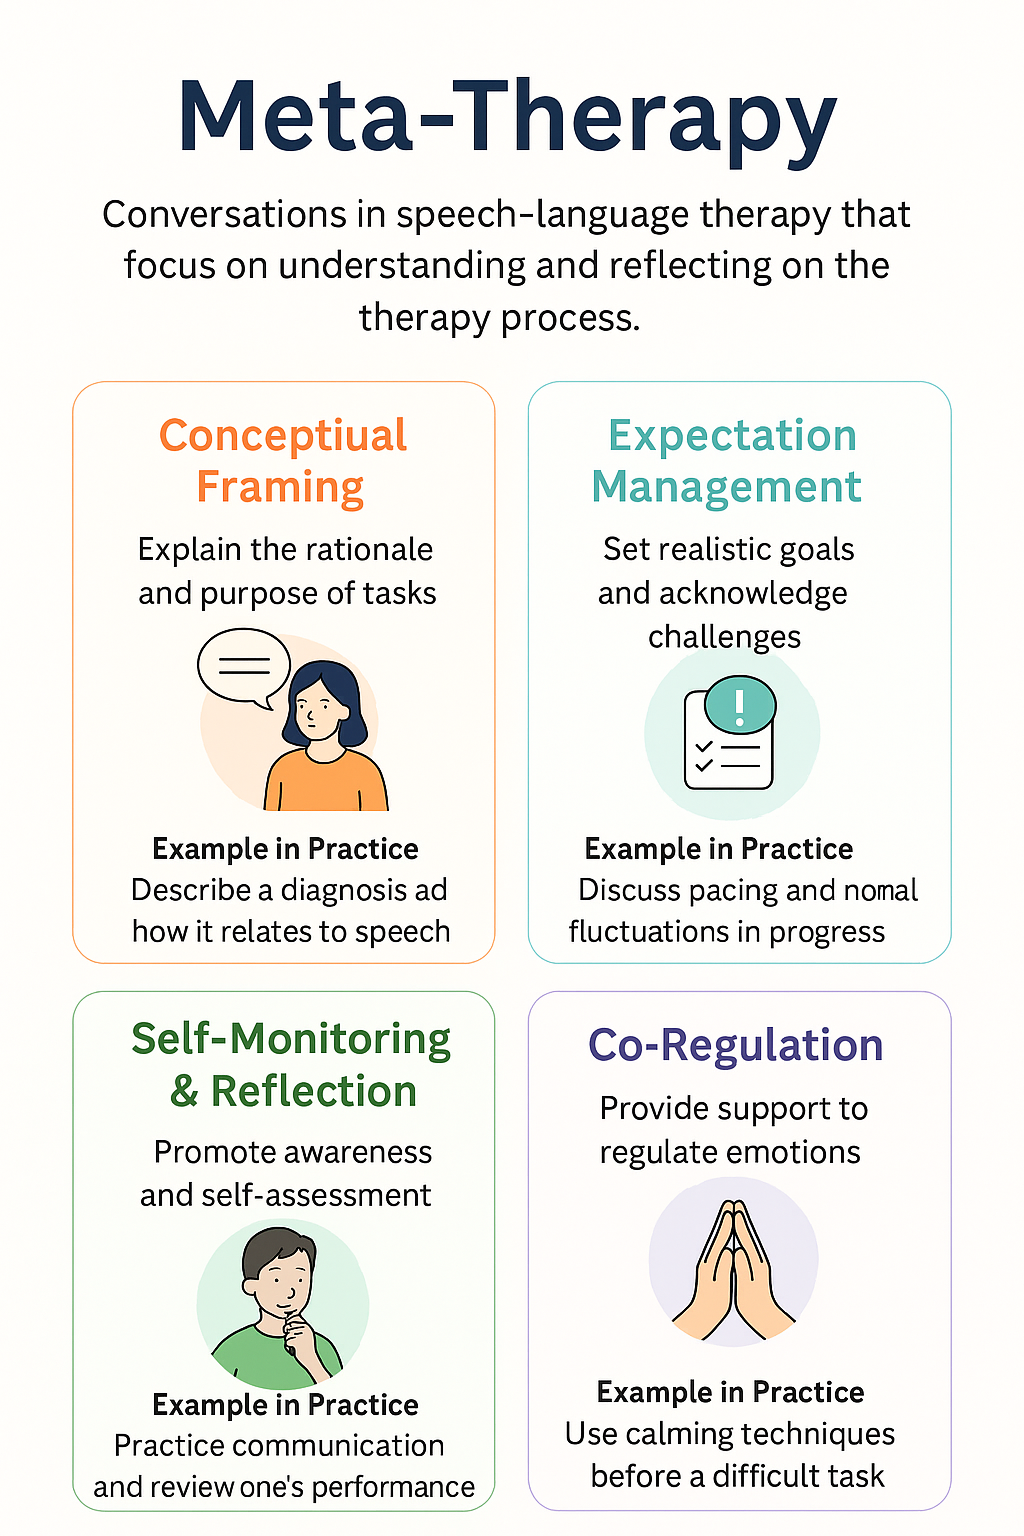 Meta-Therapy
Conversations in speech-language therapy that
focus on understanding and reflecting on the
therapy process.
Conceptiual
Framing
Explain the rationale
and purpose of tasks
Example in Practice
Describe a diagnosis ad
how it relates to speech
Expectation
Management
Set realistic goals
and acknowledge
challenges
!
Example in Practice
Discuss pacing and nomal
fluctuations in progress
Self-Monitoring
& Reflection
Promote awareness
and self-assessment
Example in Practice
Practice communication
and review one's performance
Co-Regulation
Provide support to
regulate emotions
Example in Practice
Use calming techniques
before a difficult task